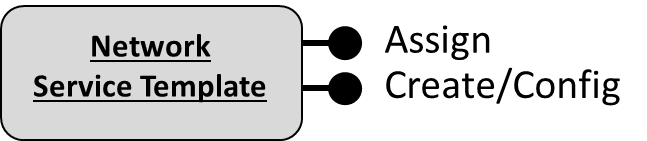 Network
Service Template
Assign
Create/Config